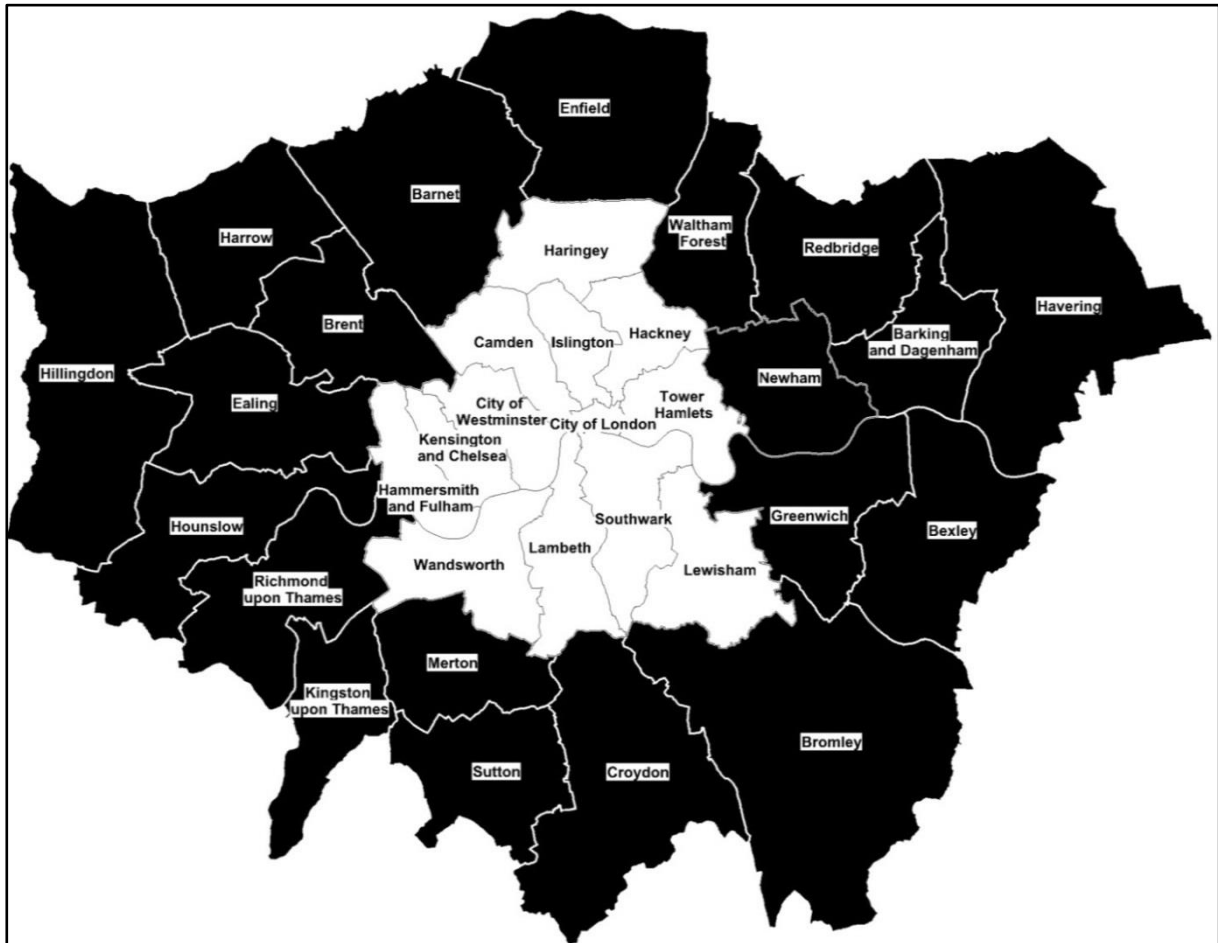 Enfield
Barnet
Haringey
Waltham
Forest
Redbridge
Harrow
Havering
Brent
Camden
Islington
Hackney
Barking
and Dagenham
Hillingdon
Ealing
Newham
City of
Westminster
Tower
Hamlets
City of London
Kensington
and Chelsea
Hammersmith
and Fulham
Hounslow
Southwark
Greenwich
Bexley
Wandsworth
Lambeth
Lewisham
Richmond
upon Thames
Merton
Kingston
upon Thames
Sutton
Croydon
Bromley